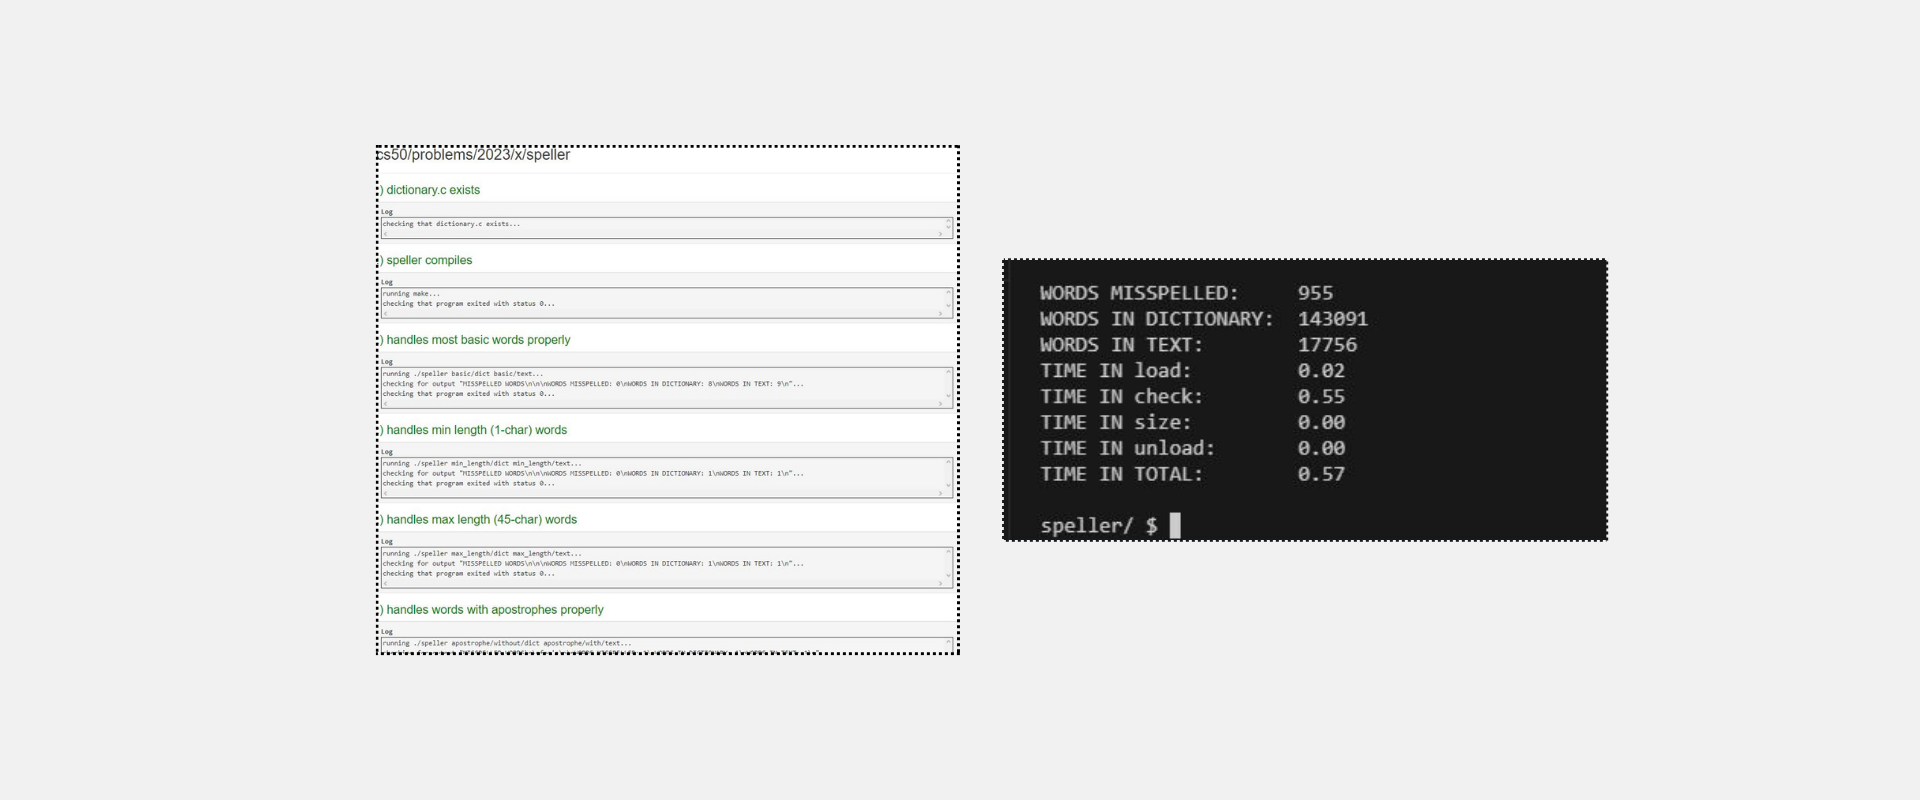 cs50/problems/2023/x/speller
) dictionary.c exists
Log
checking that dictionary.c exists...
) speller compiles
Log
running make...
checking that program exited with status 0...
) handles most basic words properly
Log
running ./speller basic/dict basic/text...
checking for output "MISSPELLED WORDS\n\n\nWORDS MISSPELLED: 0\nWORDS IN DICTIONARY: 8\nWORDS IN TEXT: 9\n"...
checking that program exited with status 0...
) handles min length (1-char) words
Log
running ./speller min_length/dict min_length/text...
checking for output "MISSPELLED WORDS\n\n\nWORDS MISSPELLED: 0\nWORDS IN DICTIONARY: 1\nWORDS IN TEXT: 1\n"...
checking that program exited with status 0...
) handles max length (45-char) words
Log
running ./speller max_length/dict max_length/text...
checking for output "MISSPELLED WORDS\n\n\nWORDS MISSPELLED: 0\nWORDS IN DICTIONARY: 1\nWORDS IN TEXT: 1\n"...
checking that program exited with status 0...
) handles words with apostrophes properly
Log
running ./speller apostrophe/without/dict apostrophe/with/text...
WORDS MISSPELLED: 955
WORDS IN DICTIONARY: 143091
WORDS IN TEXT: 17756
TIME IN load: 0.02
TIME IN check: 0.55
TIME IN size: 0.00
TIME IN unload: 0.00
TIME IN TOTAL: 0.57
speller/ $